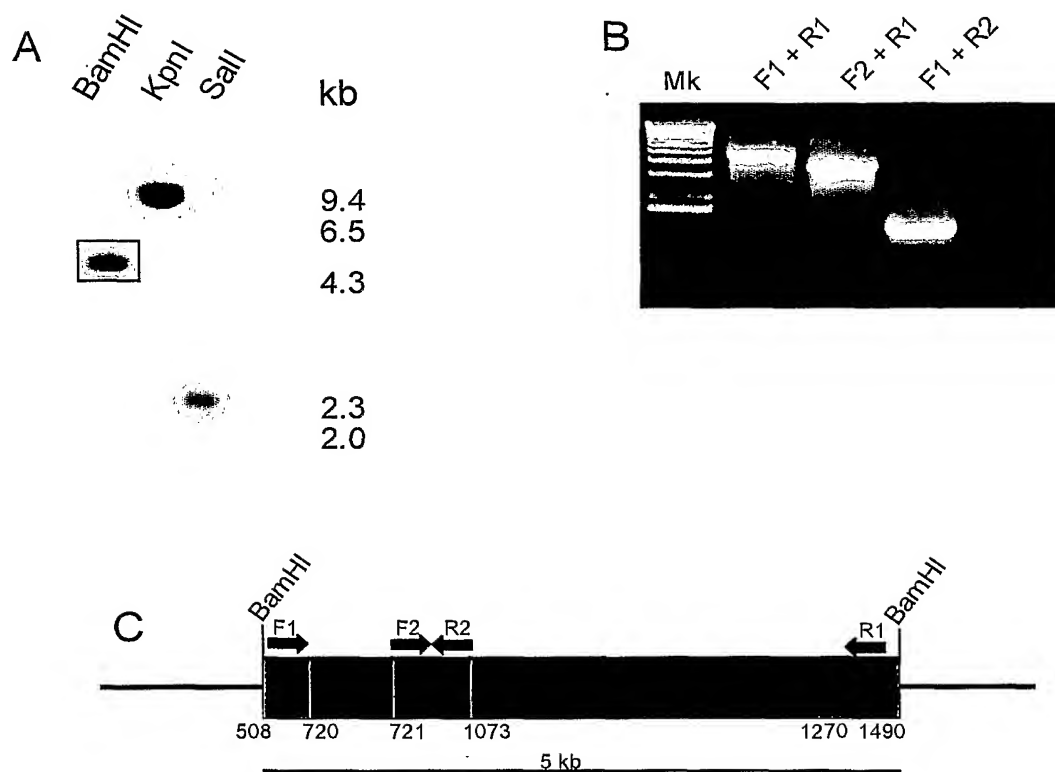 A
BamHI
KpnI
SalI
kb
9.4
6.5
4.3
2.3
2.0
B
Mk
F1 + R1
F2 + R1
F1 + R2
C
BamHI
F1
F2
R2
R1
BamHI
508
720
721
1073
1270
1490
5 kb